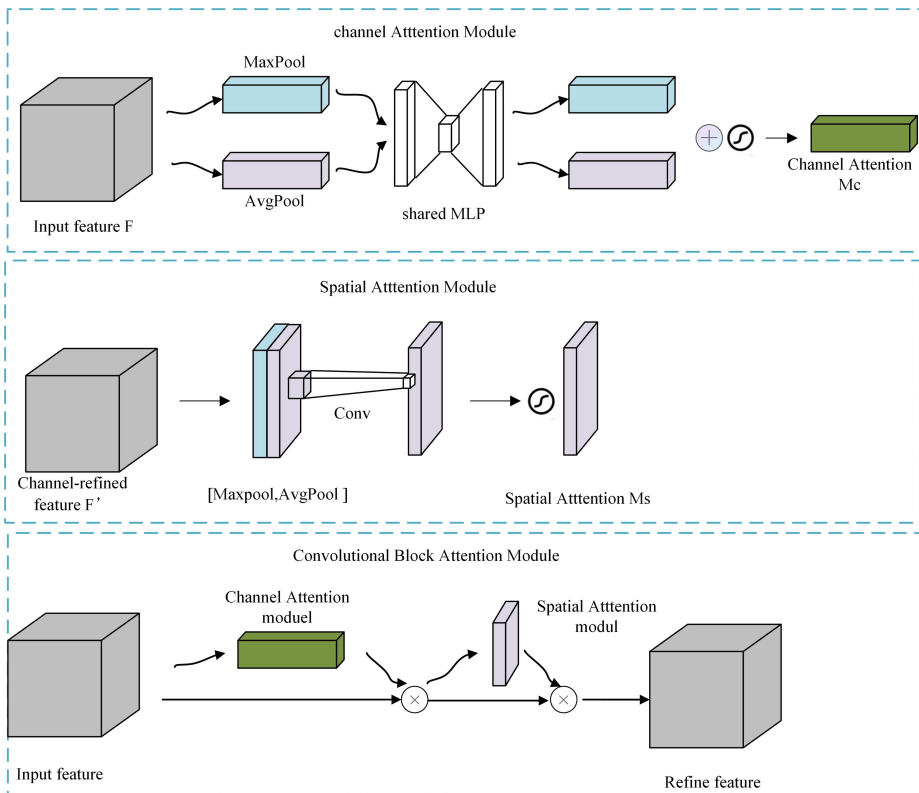 channel Atttention Module
MaxPool
AvgPool
Input feature F
shared MLP
Channel Attention
Mc
Spatial Atttention Module
Channel-refined
feature F'
Conv
[Maxpool,AvgPool ]
Spatial Atttention Ms
Convolutional Block Attention Module
Channel Attention
moduel
Spatial Atttention
modul
Input feature
Refine feature